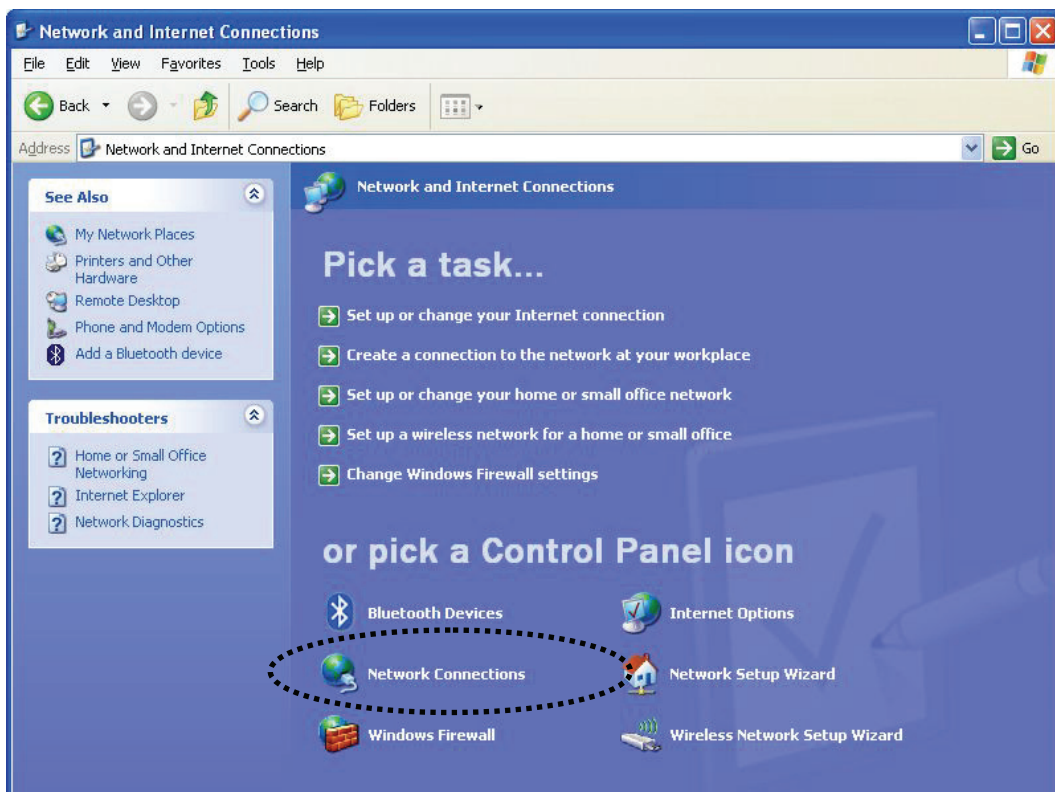 Network and Internet Connections
File Edit View Favorites Tools Help
Back Search Folders
Address Network and Internet Connections Go
See Also
My Network Places
Printers and Other
Hardware
Remote Desktop
Phone and Modem Options
Add a Bluetooth device
Troubleshooters
Home or Small Office
Networking
Internet Explorer
Network Diagnostics
Network and Internet Connections
Pick a task...
Set up or change your Internet connection
Create a connection to the network at your workplace
Set up or change your home or small office network
Set up a wireless network for a home or small office
Change Windows Firewall settings
or pick a Control Panel icon
Bluetooth Devices Internet Options
Network Connections Network Setup Wizard
Windows Firewall Wireless Network Setup Wizard